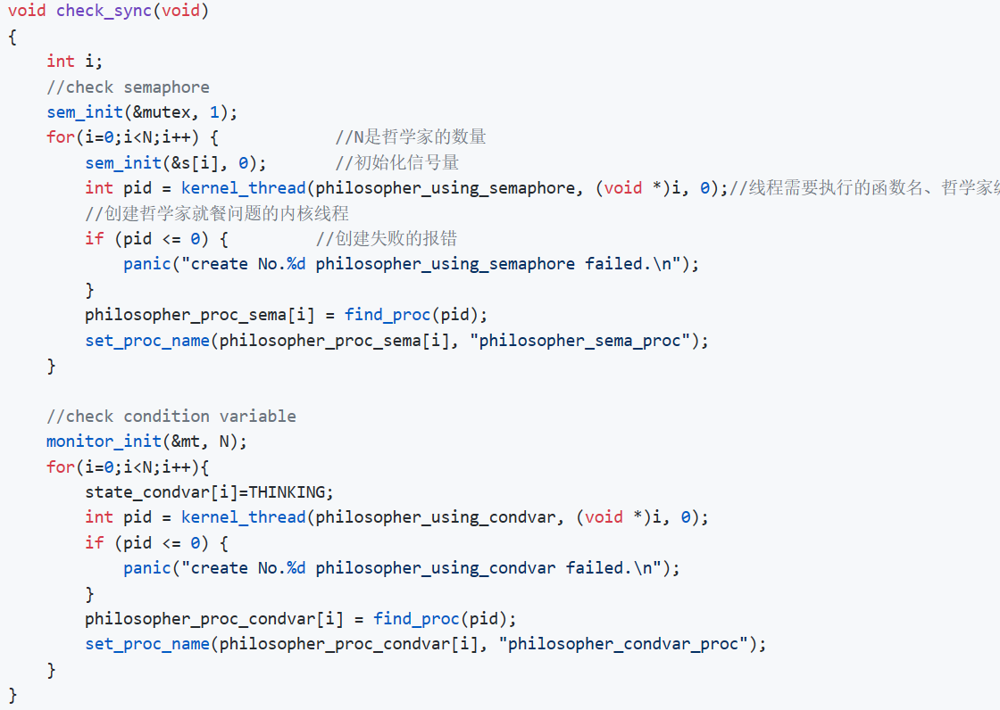 void check_sync(void)
{
    int i;
    //check semaphore
    sem_init(&mutex, 1);
    for(i=0;i<N;i++) {            //N是哲学家的数量
        sem_init(&s[i], 0);       //初始化信号量
        int pid = kernel_thread(philosopher_using_semaphore, (void *)i, 0);//线程需要执行的函数名、哲学家
        //创建哲学家就餐问题的内核线程
        if (pid <= 0) {         //创建失败的报错
            panic("create No.%d philosopher_using_semaphore failed.\n");
        }
        philosopher_proc_sema[i] = find_proc(pid);
        set_proc_name(philosopher_proc_sema[i], "philosopher_sema_proc");
    }

    //check condition variable
    monitor_init(&mt, N);
    for(i=0;i<N;i++){
        state_condvar[i]=THINKING;
        int pid = kernel_thread(philosopher_using_condvar, (void *)i, 0);
        if (pid <= 0) {
            panic("create No.%d philosopher_using_condvar failed.\n");
        }
        philosopher_proc_condvar[i] = find_proc(pid);
        set_proc_name(philosopher_proc_condvar[i], "philosopher_condvar_proc");
    }
}